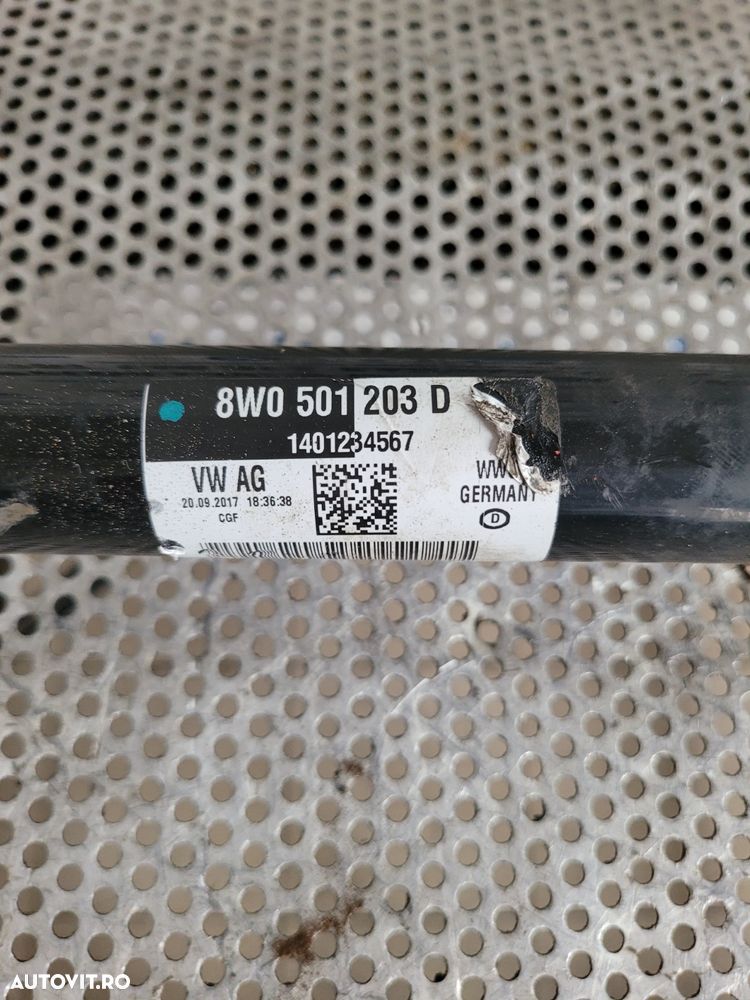 8W0 501 203 D
1401234567
VW AG
20.09.2017 18:36:38
CGF
GERMANY
D
AUTOVIT.RO